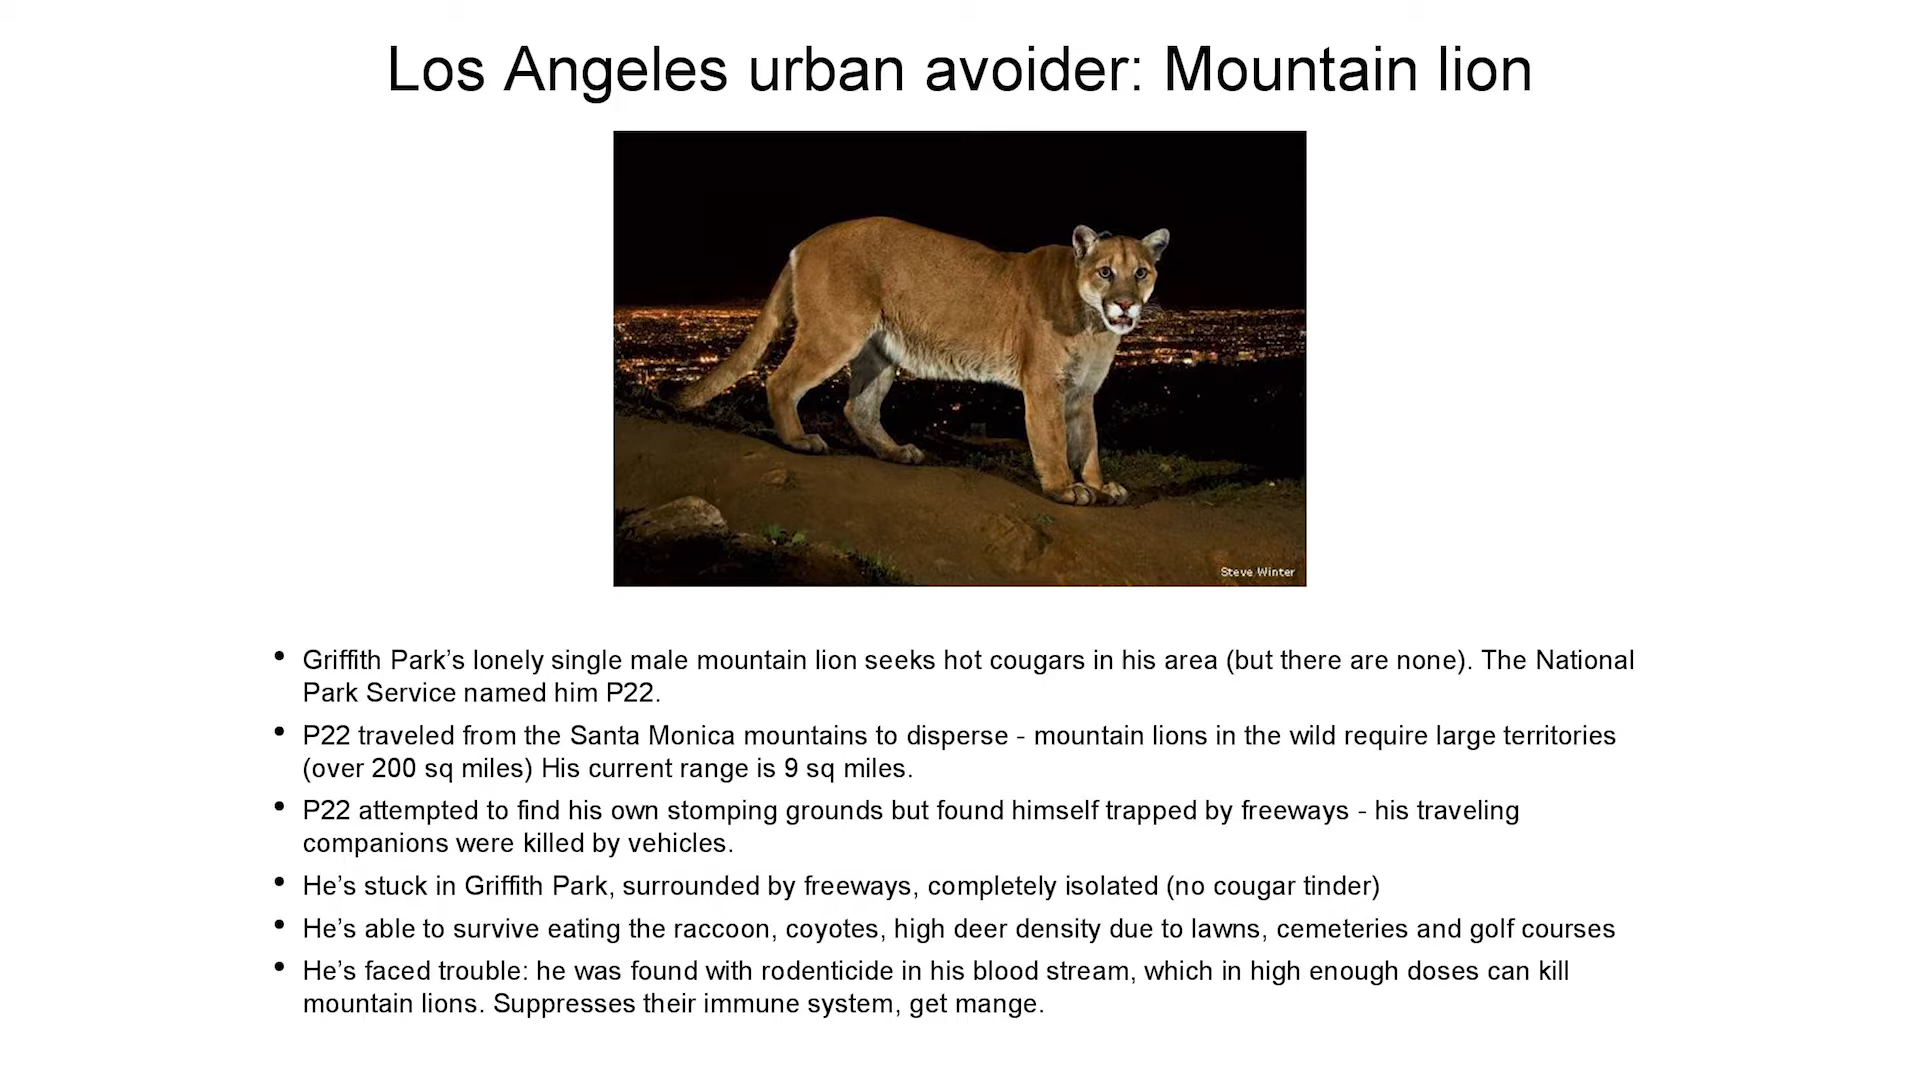 Los Angeles urban avoider: Mountain lion
Steve Winter
• Griffith Park’s lonely single male mountain lion seeks hot cougars in his area (but there are none). The National
Park Service named him P22.
• P22 traveled from the Santa Monica mountains to disperse - mountain lions in the wild require large territories
(over 200 sq miles) His current range is 9 sq miles.
• P22 attempted to find his own stomping grounds but found himself trapped by freeways - his traveling
companions were killed by vehicles.
• He’s stuck in Griffith Park, surrounded by freeways, completely isolated (no cougar tinder)
• He’s able to survive eating the raccoon, coyotes, high deer density due to lawns, cemeteries and golf courses
• He’s faced trouble: he was found with rodenticide in his blood stream, which in high enough doses can kill
mountain lions. Suppresses their immune system, get mange.